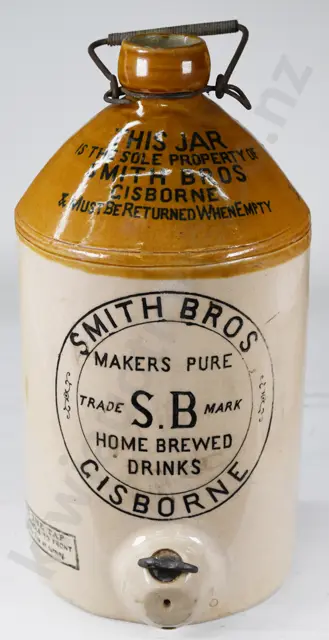 THIS JAR
IS THE SOLE PROPERTY OF
SMITH BROS
GISBORNE
& MUST BE RETURNED WHEN EMPTY
SMITH BROS
MAKERS PURE
TRADE S.B MARK
HOME BREWED
DRINKS
GISBORNE